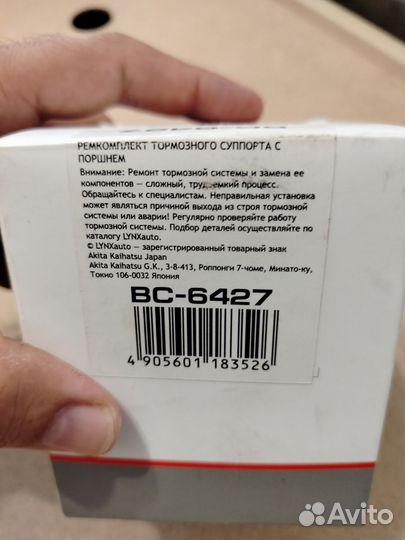 РЕМКОМПЛЕКТ ТОРМОЗНОГО СУППОРТА С
ПОРШНЕМ
Внимание: Ремонт тормозной системы и замена ее
компонентов – сложный, трудоемкий процесс.
Обращайтесь к специалистам. Неправильная установка
может являться причиной выхода из строя тормозной
системы или аварии! Регулярно проверяйте работу
тормозной системы. Подбор деталей осуществляйте по
каталогу LYNXauto.
© LYNXauto – зарегистрированный товарный знак
Akita Kaihatsu Japan
Akita Kaihatsu G.K., 3-8-413, Роппонги 7-чоме, Минато-ку,
Токио 106-0032 Япония
BC-6427
4 905601 183526
Avito